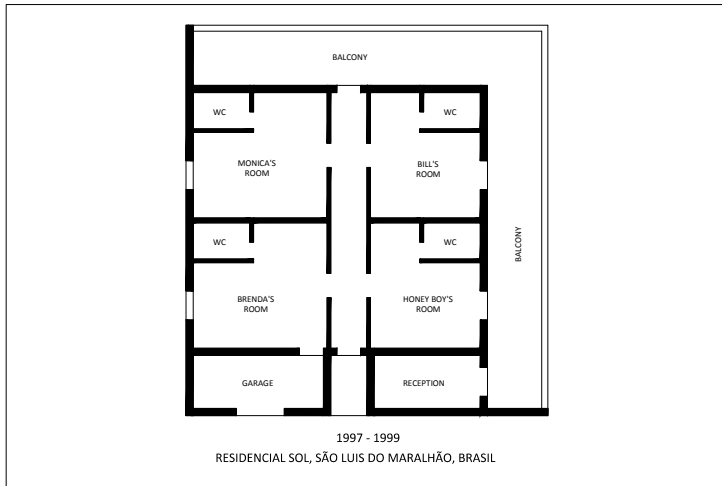 BALCONY
WC
WC
MONICA'S
ROOM
BILL'S
ROOM
WC
WC
BALCONY
BRENDA'S
ROOM
HONEY BOY'S
ROOM
GARAGE
RECEPTION
1997 - 1999
RESIDENCIAL SOL, SÃO LUIS DO MARALHÃO, BRASIL